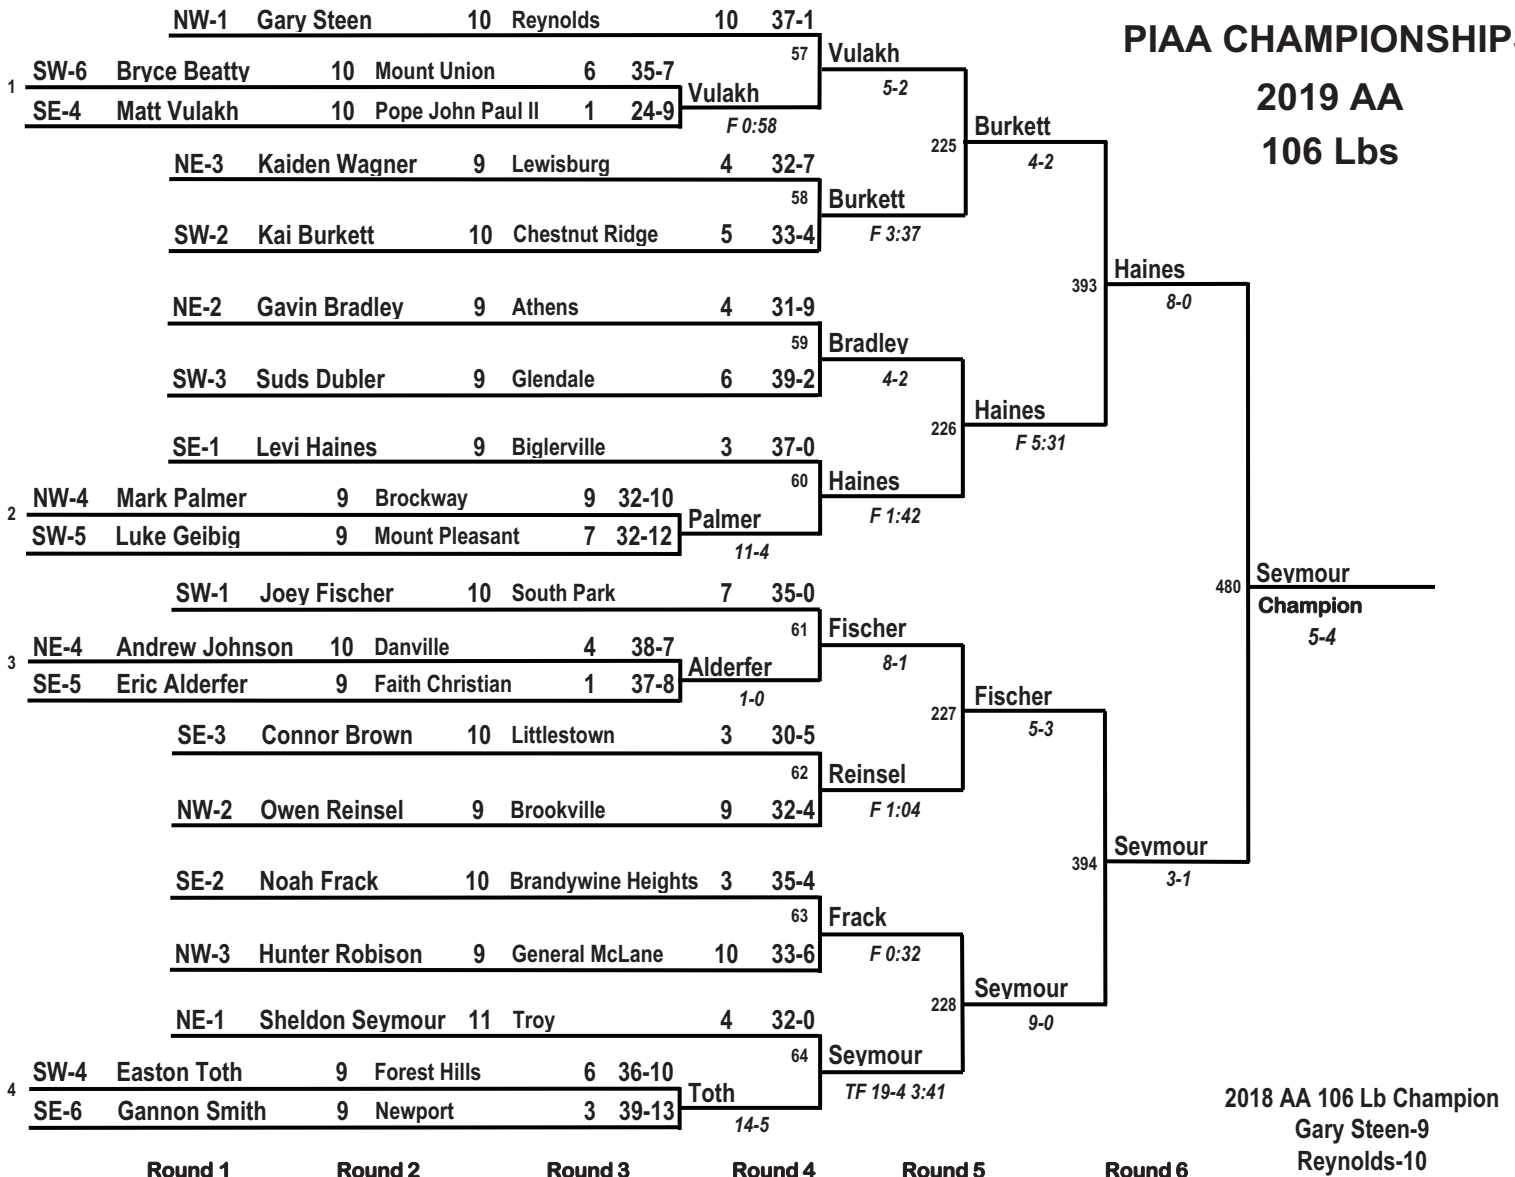 PIAA CHAMPIONSHIPS
2019 AA
106 Lbs
NW-1 Gary Steen 10 Reynolds 10 37-1
57 Vulakh
5-2
1 SW-6 Bryce Beatty 10 Mount Union 6 35-7
Vulakh
F 0:58
SE-4 Matt Vulakh 10 Pope John Paul II 1 24-9
225 Burkett
4-2
NE-3 Kaiden Wagner 9 Lewisburg 4 32-7
58 Burkett
F 3:37
SW-2 Kai Burkett 10 Chestnut Ridge 5 33-4
393 Haines
8-0
NE-2 Gavin Bradley 9 Athens 4 31-9
59 Bradley
4-2
SW-3 Suds Dubler 9 Glendale 6 39-2
226 Haines
F 5:31
SE-1 Levi Haines 9 Biglerville 3 37-0
60 Haines
F 1:42
2 NW-4 Mark Palmer 9 Brockway 9 32-10
Palmer
11-4
SW-5 Luke Geibig 9 Mount Pleasant 7 32-12
480 Seymour
Champion
5-4
SW-1 Joey Fischer 10 South Park 7 35-0
61 Fischer
8-1
3 NE-4 Andrew Johnson 10 Danville 4 38-7
Alderfer
1-0
SE-5 Eric Alderfer 9 Faith Christian 1 37-8
227 Fischer
5-3
SE-3 Connor Brown 10 Littlestown 3 30-5
62 Reinsel
F 1:04
NW-2 Owen Reinsel 9 Brookville 9 32-4
394 Seymour
3-1
SE-2 Noah Frack 10 Brandywine Heights 3 35-4
63 Frack
F 0:32
NW-3 Hunter Robison 9 General McLane 10 33-6
228 Seymour
9-0
NE-1 Sheldon Seymour 11 Troy 4 32-0
64 Seymour
TF 19-4 3:41
4 SW-4 Easton Toth 9 Forest Hills 6 36-10
Toth
14-5
SE-6 Gannon Smith 9 Newport 3 39-13
2018 AA 106 Lb Champion
Gary Steen-9
Reynolds-10
Round 1 Round 2 Round 3 Round 4 Round 5 Round 6